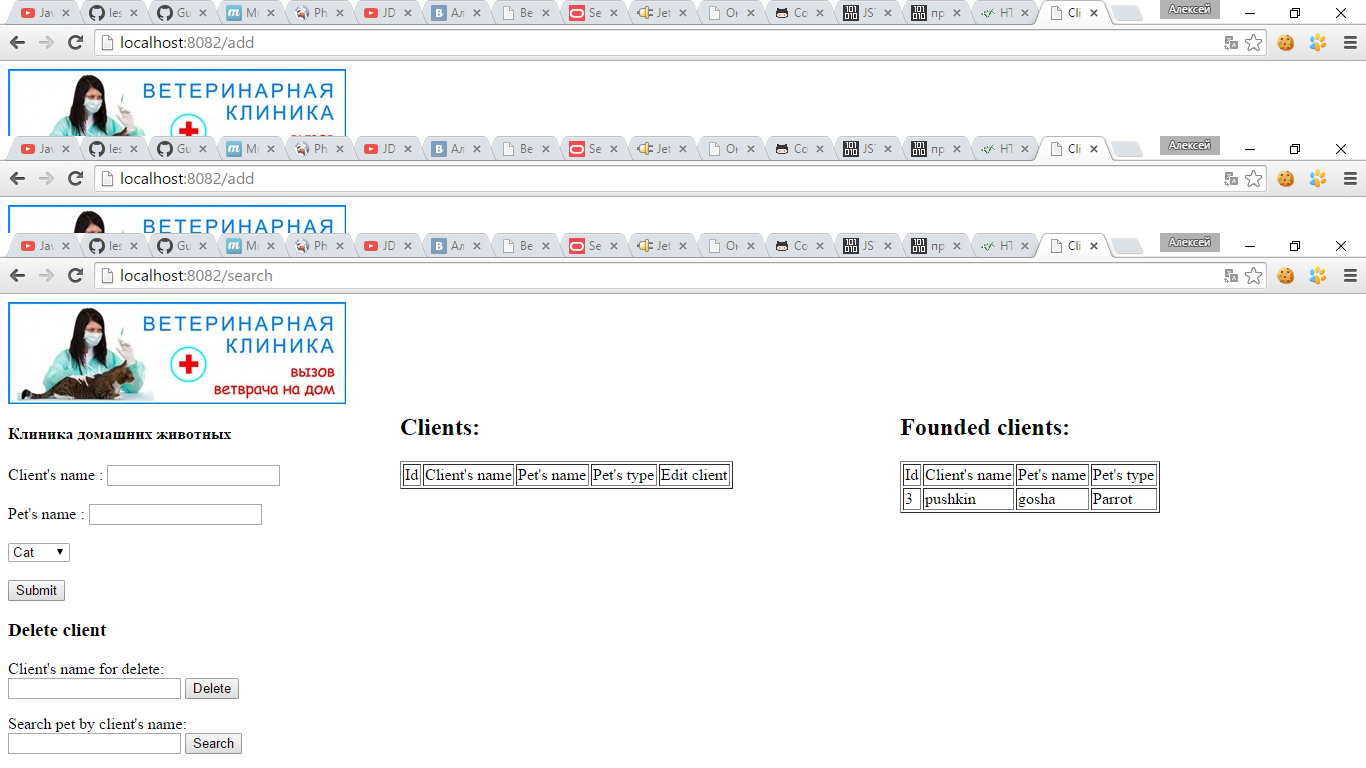 Jav les Gu Mi Ph JD Ал Be Se Jet Он Co JS пр HT Cli Алексей
localhost:8082/add
ВЕТЕРИНАРНАЯ
КЛИНИКА
Jav les Gu Mi Ph JD Ал Be Se Jet Он Co JS пр HT Cli Алексей
localhost:8082/add
ВЕТЕРИНАРНАЯ
Jav les Gu Mi Ph JD Ал Be Se Jet Он Co JS пр HT Cli Алексей
localhost:8082/search
ВЕТЕРИНАРНАЯ
КЛИНИКА
вызов
ветврача на дом
Клиника домашних животных
Client's name :
Pet's name :
Cat
Submit
Delete client
Client's name for delete:
Delete
Search pet by client's name:
Search
Clients:
Id Client's name Pet's name Pet's type Edit client
Founded clients:
Id Client's name Pet's name Pet's type
3 pushkin gosha Parrot